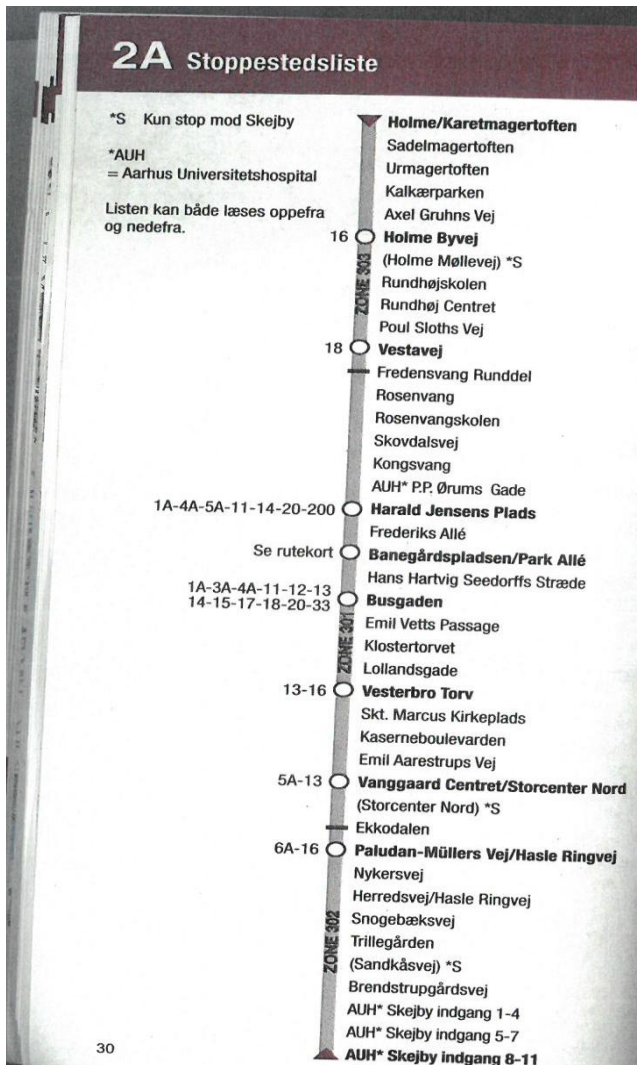 2A Stoppestedsliste
*S Kun stop mod Skejby
*AUH
= Aarhus Universitetshospital
Listen kan både læses oppefra
og nedefra.
Holme/Karetmagertoften
Sadelmagertoften
Urmagertoften
Kalkærparken
Axel Gruhns Vej
16 Holme Byvej
(Holme Møllevej) *S
ZONE 303
Rundhøjskolen
Rundhøj Centret
Poul Sloths Vej
18 Vestavej
Fredensvang Runddel
Rosenvang
Rosenvangskolen
Skovdalsvej
Kongsvang
AUH* P.P. Ørums Gade
1A-4A-5A-11-14-20-200 Harald Jensens Plads
Frederiks Allé
Se rutekort Banegårdspladsen/Park Allé
Hans Hartvig Seedorffs Stræde
1A-3A-4A-11-12-13
14-15-17-18-20-33 Busgaden
Emil Vetts Passage
ZONE 301
Klostertorvet
Lollandsgade
13-16 Vesterbro Torv
Skt. Marcus Kirkeplads
Kaserneboulevarden
Emil Aarestrups Vej
5A-13 Vanggaard Centret/Storcenter Nord
(Storcenter Nord) *S
Ekkodalen
6A-16 Paludan-Müllers Vej/Hasle Ringvej
Nykersvej
Herredsvej/Hasle Ringvej
Snogebæksvej
ZONE 302
Trillegården
(Sandkåsvej) *S
Brendstrupgårdsvej
AUH* Skejby indgang 1-4
AUH* Skejby indgang 5-7
AUH* Skejby indgang 8-11
30